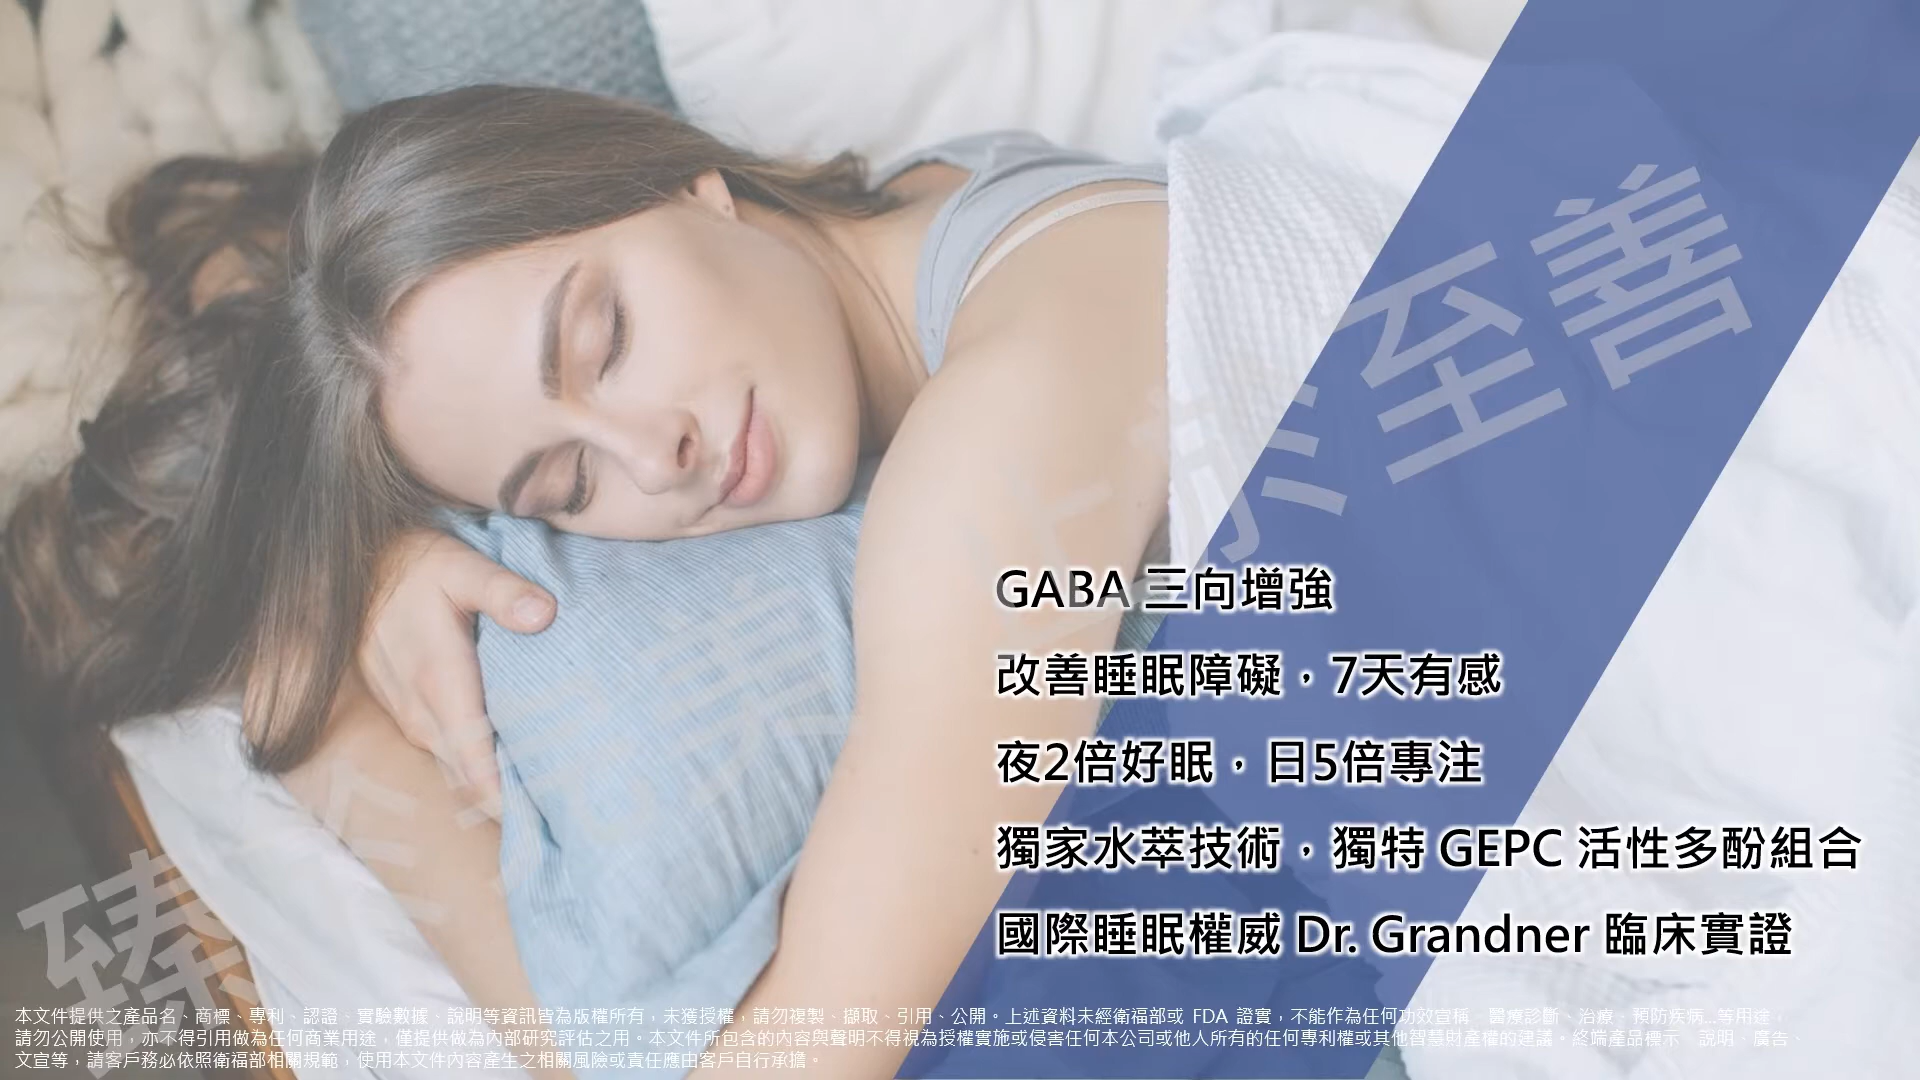 GABA 三向增強
改善睡眠障礙，7天有感
夜2倍好眠，日5倍專注
獨家水萃技術，獨特 GEPC 活性多酚組合
國際睡眠權威 Dr. Grandner 臨床實證
臻 於至善
本文件提供之產品名、商標、專利、認證、實驗數據、說明等資訊皆為版權所有，未獲授權，請勿複製、擷取、引用、公開。上述資料未經衛福部或 FDA 證實，不能作為任何功效宣稱、醫療診斷、治療、預防疾病...等用途，
請勿公開使用，亦不得引用做為任何商業用途，僅提供做為內部研究評估之用。本文件所包含的內容與聲明不得視為授權實施或侵害任何本公司或他人所有的任何專利權或其他智慧財產權的建議。終端產品標示、說明、廣告、
文宣等，請客戶務必依照衛福部相關規範，使用本文件內容產生之相關風險或責任應由客戶自行承擔。